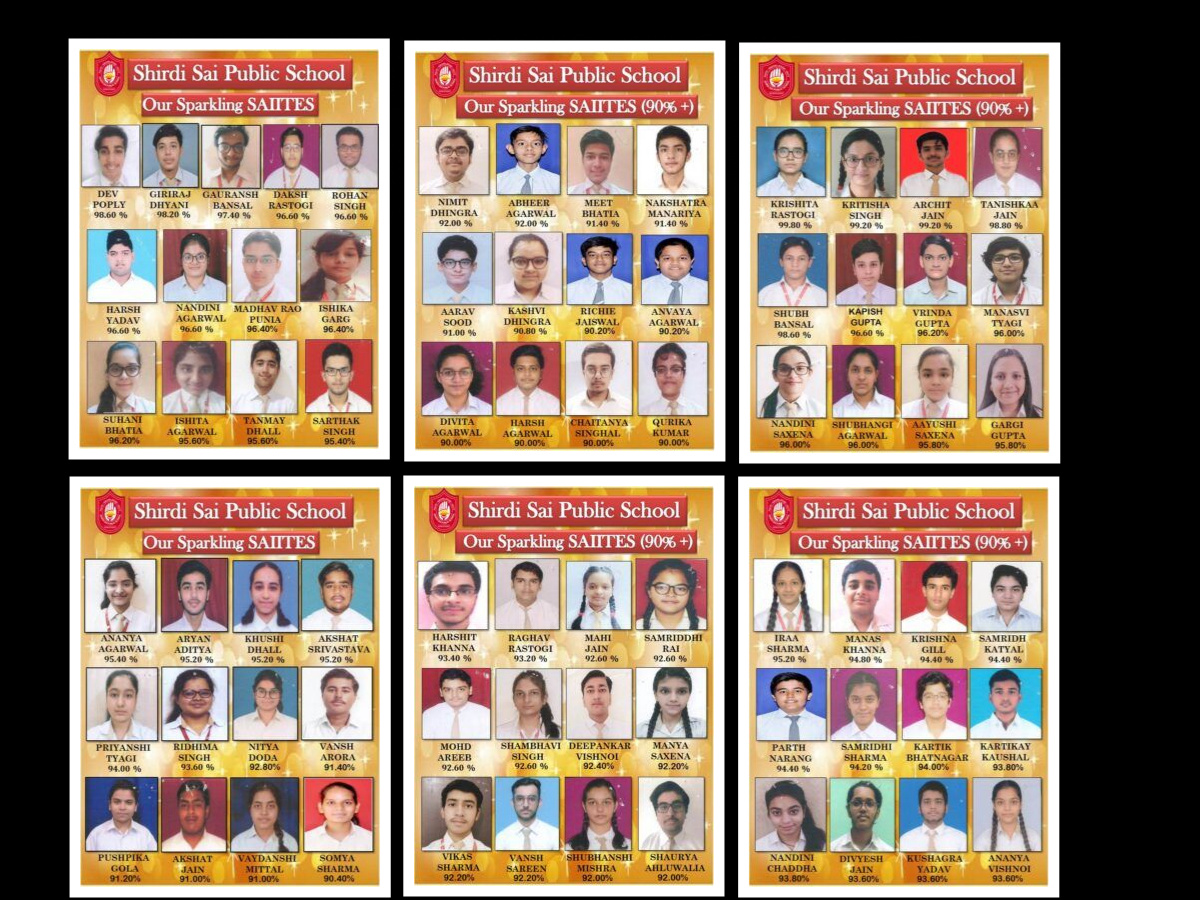 Shirdi Sai Public School
Our Sparkling SAIITES
DEV GIRIRAJ GAURANSH DAKSH ROHAN
POPLY DHYANI BANSAL RASTOGI SINGH
98.60 % 98.20 % 97.40 % 96.60 % 96.60 %
HARSH NANDINI MADHAV RAO ISHIKA
YADAV AGARWAL PUNIA GARG
96.60 % 96.60 % 96.40% 96.40%
SUHANI ISHITA TANMAY SARTHAK
BHATIA AGARWAL DHALL SINGH
96.20% 95.60% 95.60% 95.40%
Shirdi Sai Public School
Our Sparkling SAIITES (90% +)
NIMIT ABHEER MEET NAKSHATRA
DHINGRA AGARWAL BHATIA MANARIYA
92.00 % 92.00 % 91.40 % 91.40 %
AARAV KASHVI RICHIE ANVAYA
SOOD DHINGRA JAISWAL AGARWAL
91.00 % 90.80 % 90.20% 90.20%
DIVITA HARSH CHAITANYA QURIKA
AGARWAL AGARWAL SINGHAL KUMAR
90.00% 90.00% 90.00% 90.00%
Shirdi Sai Public School
Our Sparkling SAIITES (90% +)
KRISHITA KRITISHA ARCHIT TANISHKAA
RASTOGI SINGH JAIN JAIN
99.80 % 99.20 % 99.20 % 98.80 %
SHUBH KAPISH VRINDA MANASVI
BANSAL GUPTA GUPTA TYAGI
98.60 % 96.60 % 96.20% 96.00%
NANDINI SHUBHANGI AAYUSHI GARGI
SAXENA AGARWAL SAXENA GUPTA
96.00% 96.00% 95.80% 95.80%
Shirdi Sai Public School
Our Sparkling SAIITES
ANANYA ARYAN KHUSHI AKSHAT
AGARWAL ADITYA DHALL SRIVASTAVA
95.40 % 95.20 % 95.20 % 95.20 %
PRIYANSHI RIDHIMA NITYA VANSH
TYAGI SINGH DODA ARORA
94.00 % 93.60 % 92.80% 91.40%
PUSHPIKA AKSHAT VAYDANSHI SOMYA
GOLA JAIN MITTAL SHARMA
91.20% 91.00% 91.00% 90.40%
Shirdi Sai Public School
Our Sparkling SAIITES (90% +)
HARSHIT RAGHAV MAHI SAMRIDDHI
KHANNA RASTOGI JAIN RAI
93.40 % 93.20 % 92.60 % 92.60 %
MOHD SHAMBHAVI DEEPANKAR MANYA
AREEB SINGH VISHNOI SAXENA
92.60 % 92.60 % 92.40% 92.20%
VIKAS VANSH SHUBHANSHI SHAURYA
SHARMA SAREEN MISHRA AHLUWALIA
92.20% 92.20% 92.00% 92.00%
Shirdi Sai Public School
Our Sparkling SAIITES (90% +)
IRAA MANAS KRISHNA SAMRIDH
SHARMA KHANNA GILL KATYAL
95.20 % 94.80 % 94.40 % 94.40 %
PARTH SAMRIDHI KARTIK KARTIKAY
NARANG SHARMA BHATNAGAR KAUSHAL
94.40 % 94.20 % 94.00% 93.80%
NANDINI DIVYESH KUSHAGRA ANANYA
CHADDHA JAIN YADAV VISHNOI
93.80% 93.60% 93.60% 93.60%